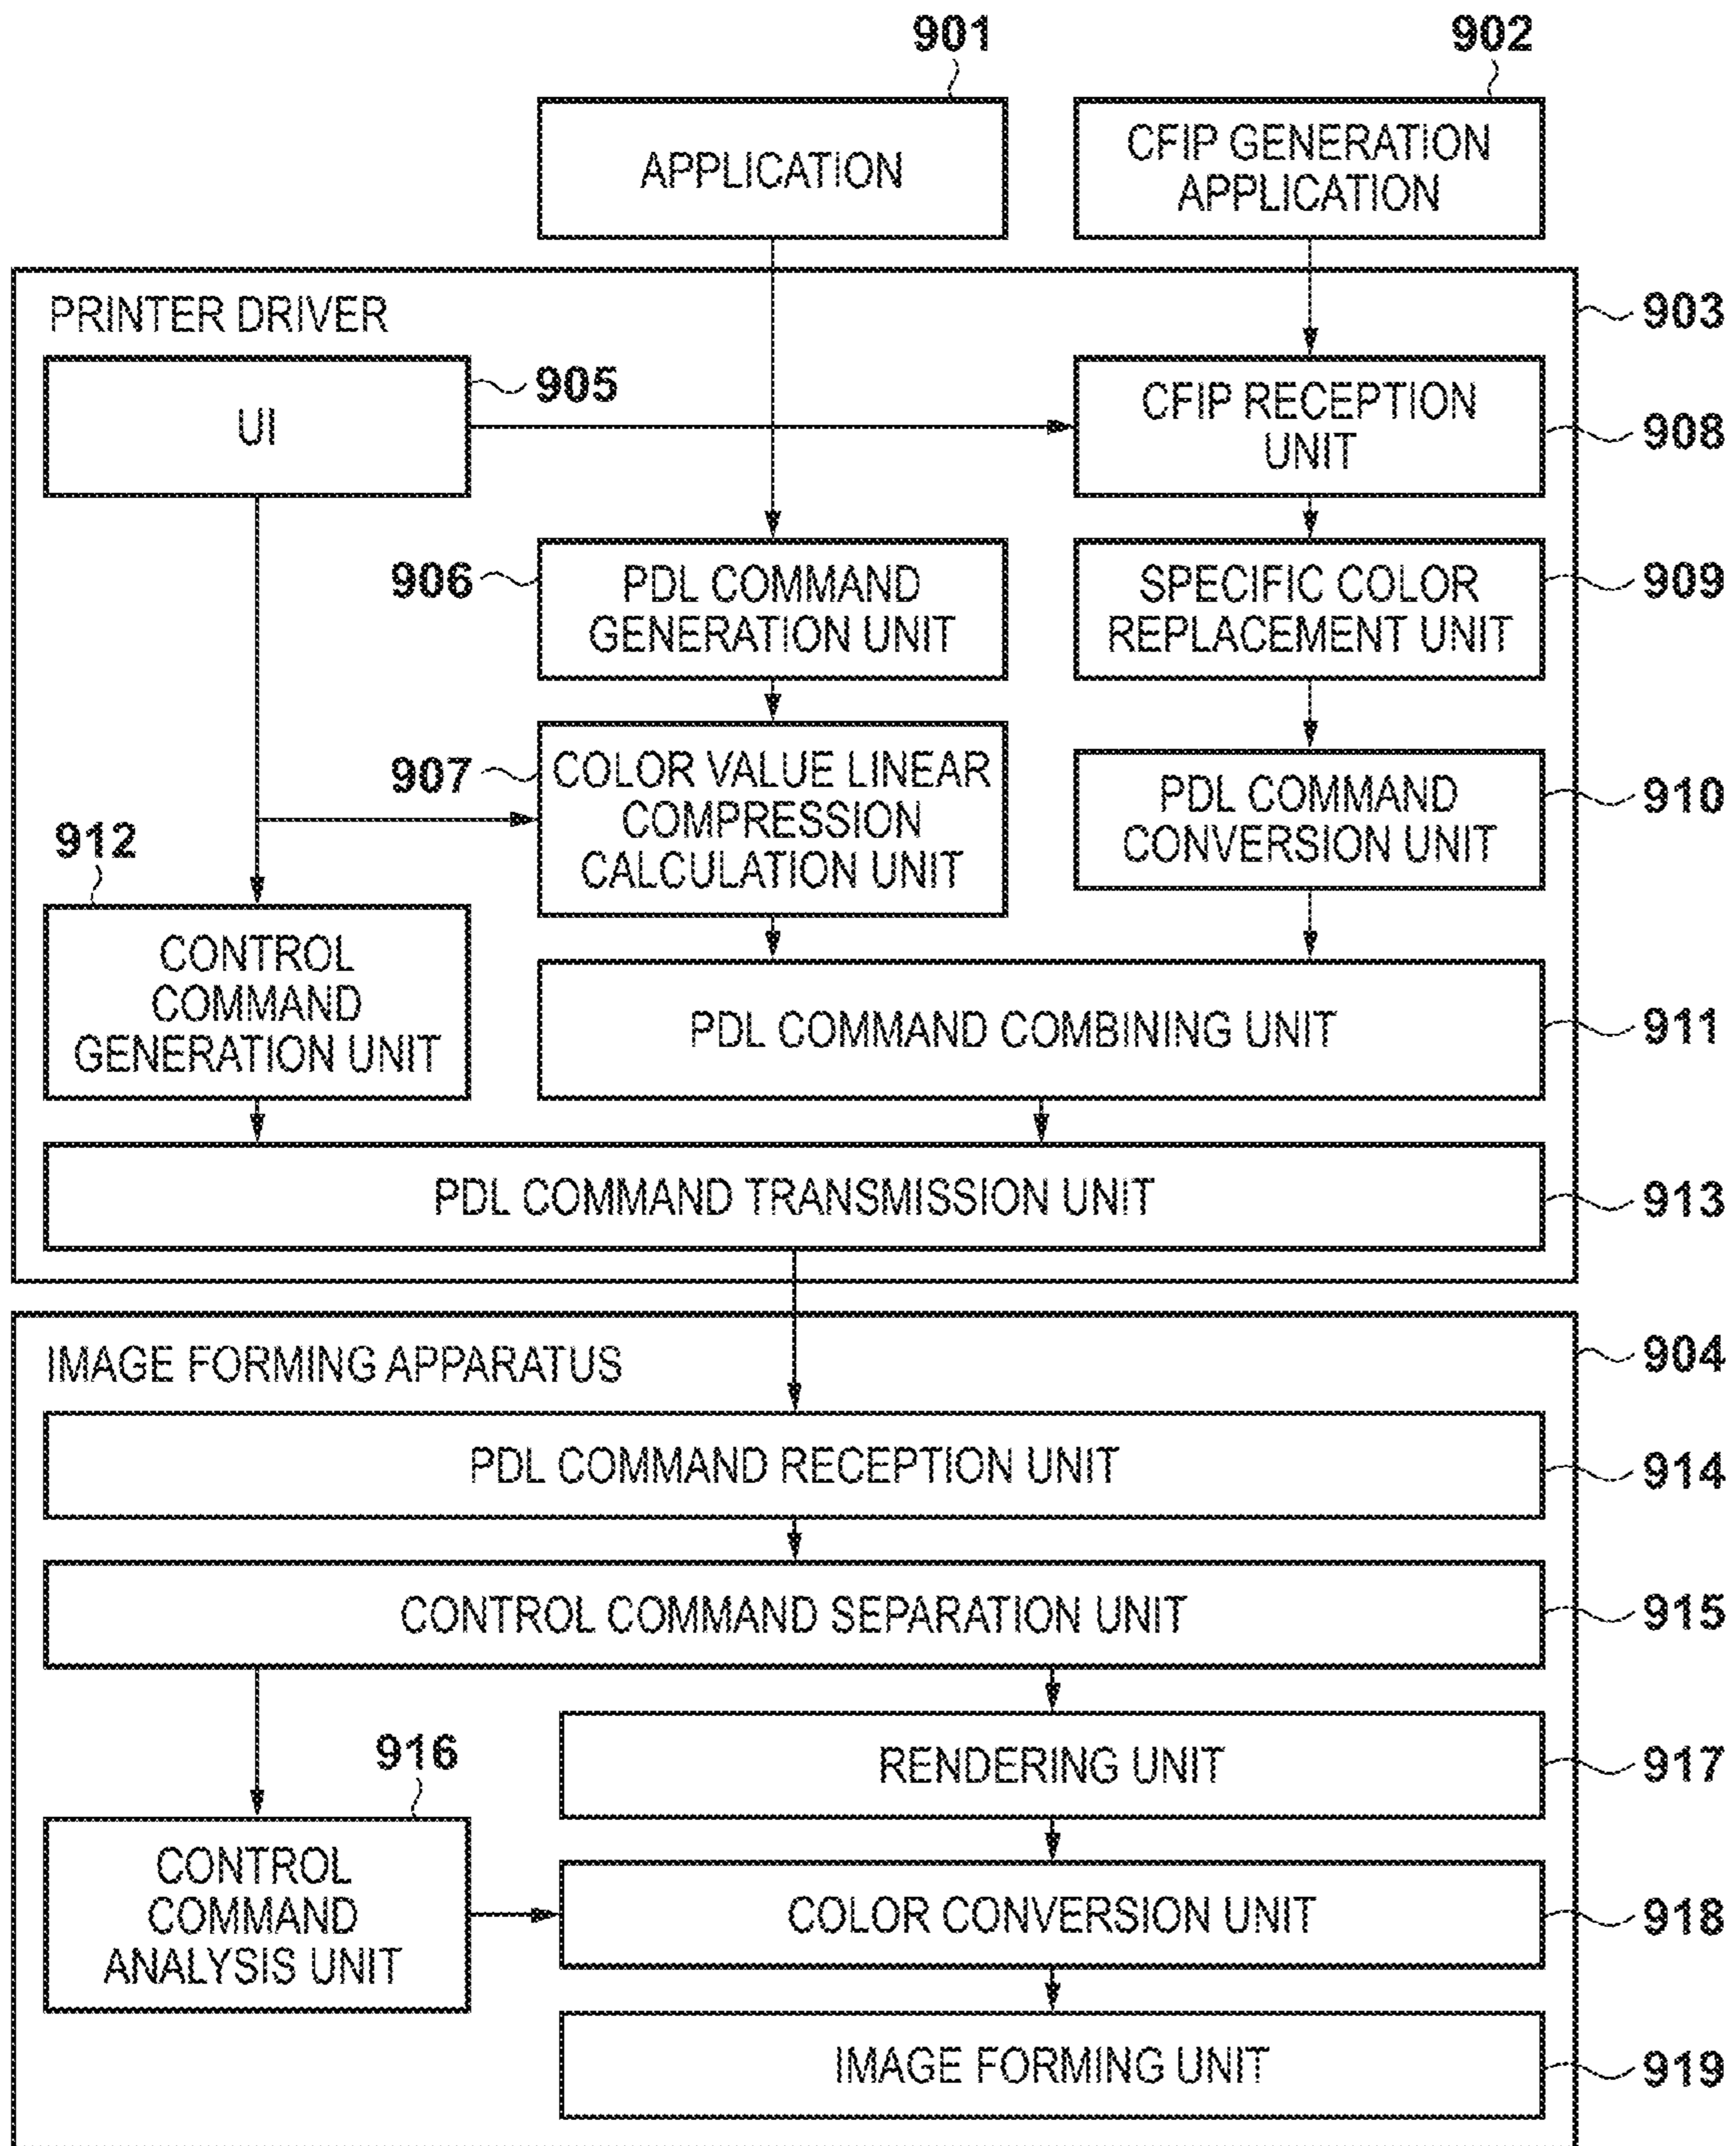 901
902
APPLICATION
CFIP GENERATION
APPLICATION
PRINTER DRIVER
903
UI
905
CFIP RECEPTION
UNIT
908
906
PDL COMMAND
GENERATION UNIT
SPECIFIC COLOR
REPLACEMENT UNIT
909
907
COLOR VALUE LINEAR
COMPRESSION
CALCULATION UNIT
PDL COMMAND
CONVERSION UNIT
910
912
CONTROL
COMMAND
GENERATION UNIT
PDL COMMAND COMBINING UNIT
911
PDL COMMAND TRANSMISSION UNIT
913
IMAGE FORMING APPARATUS
904
PDL COMMAND RECEPTION UNIT
914
CONTROL COMMAND SEPARATION UNIT
915
916
RENDERING UNIT
917
CONTROL
COMMAND
ANALYSIS UNIT
COLOR CONVERSION UNIT
918
IMAGE FORMING UNIT
919